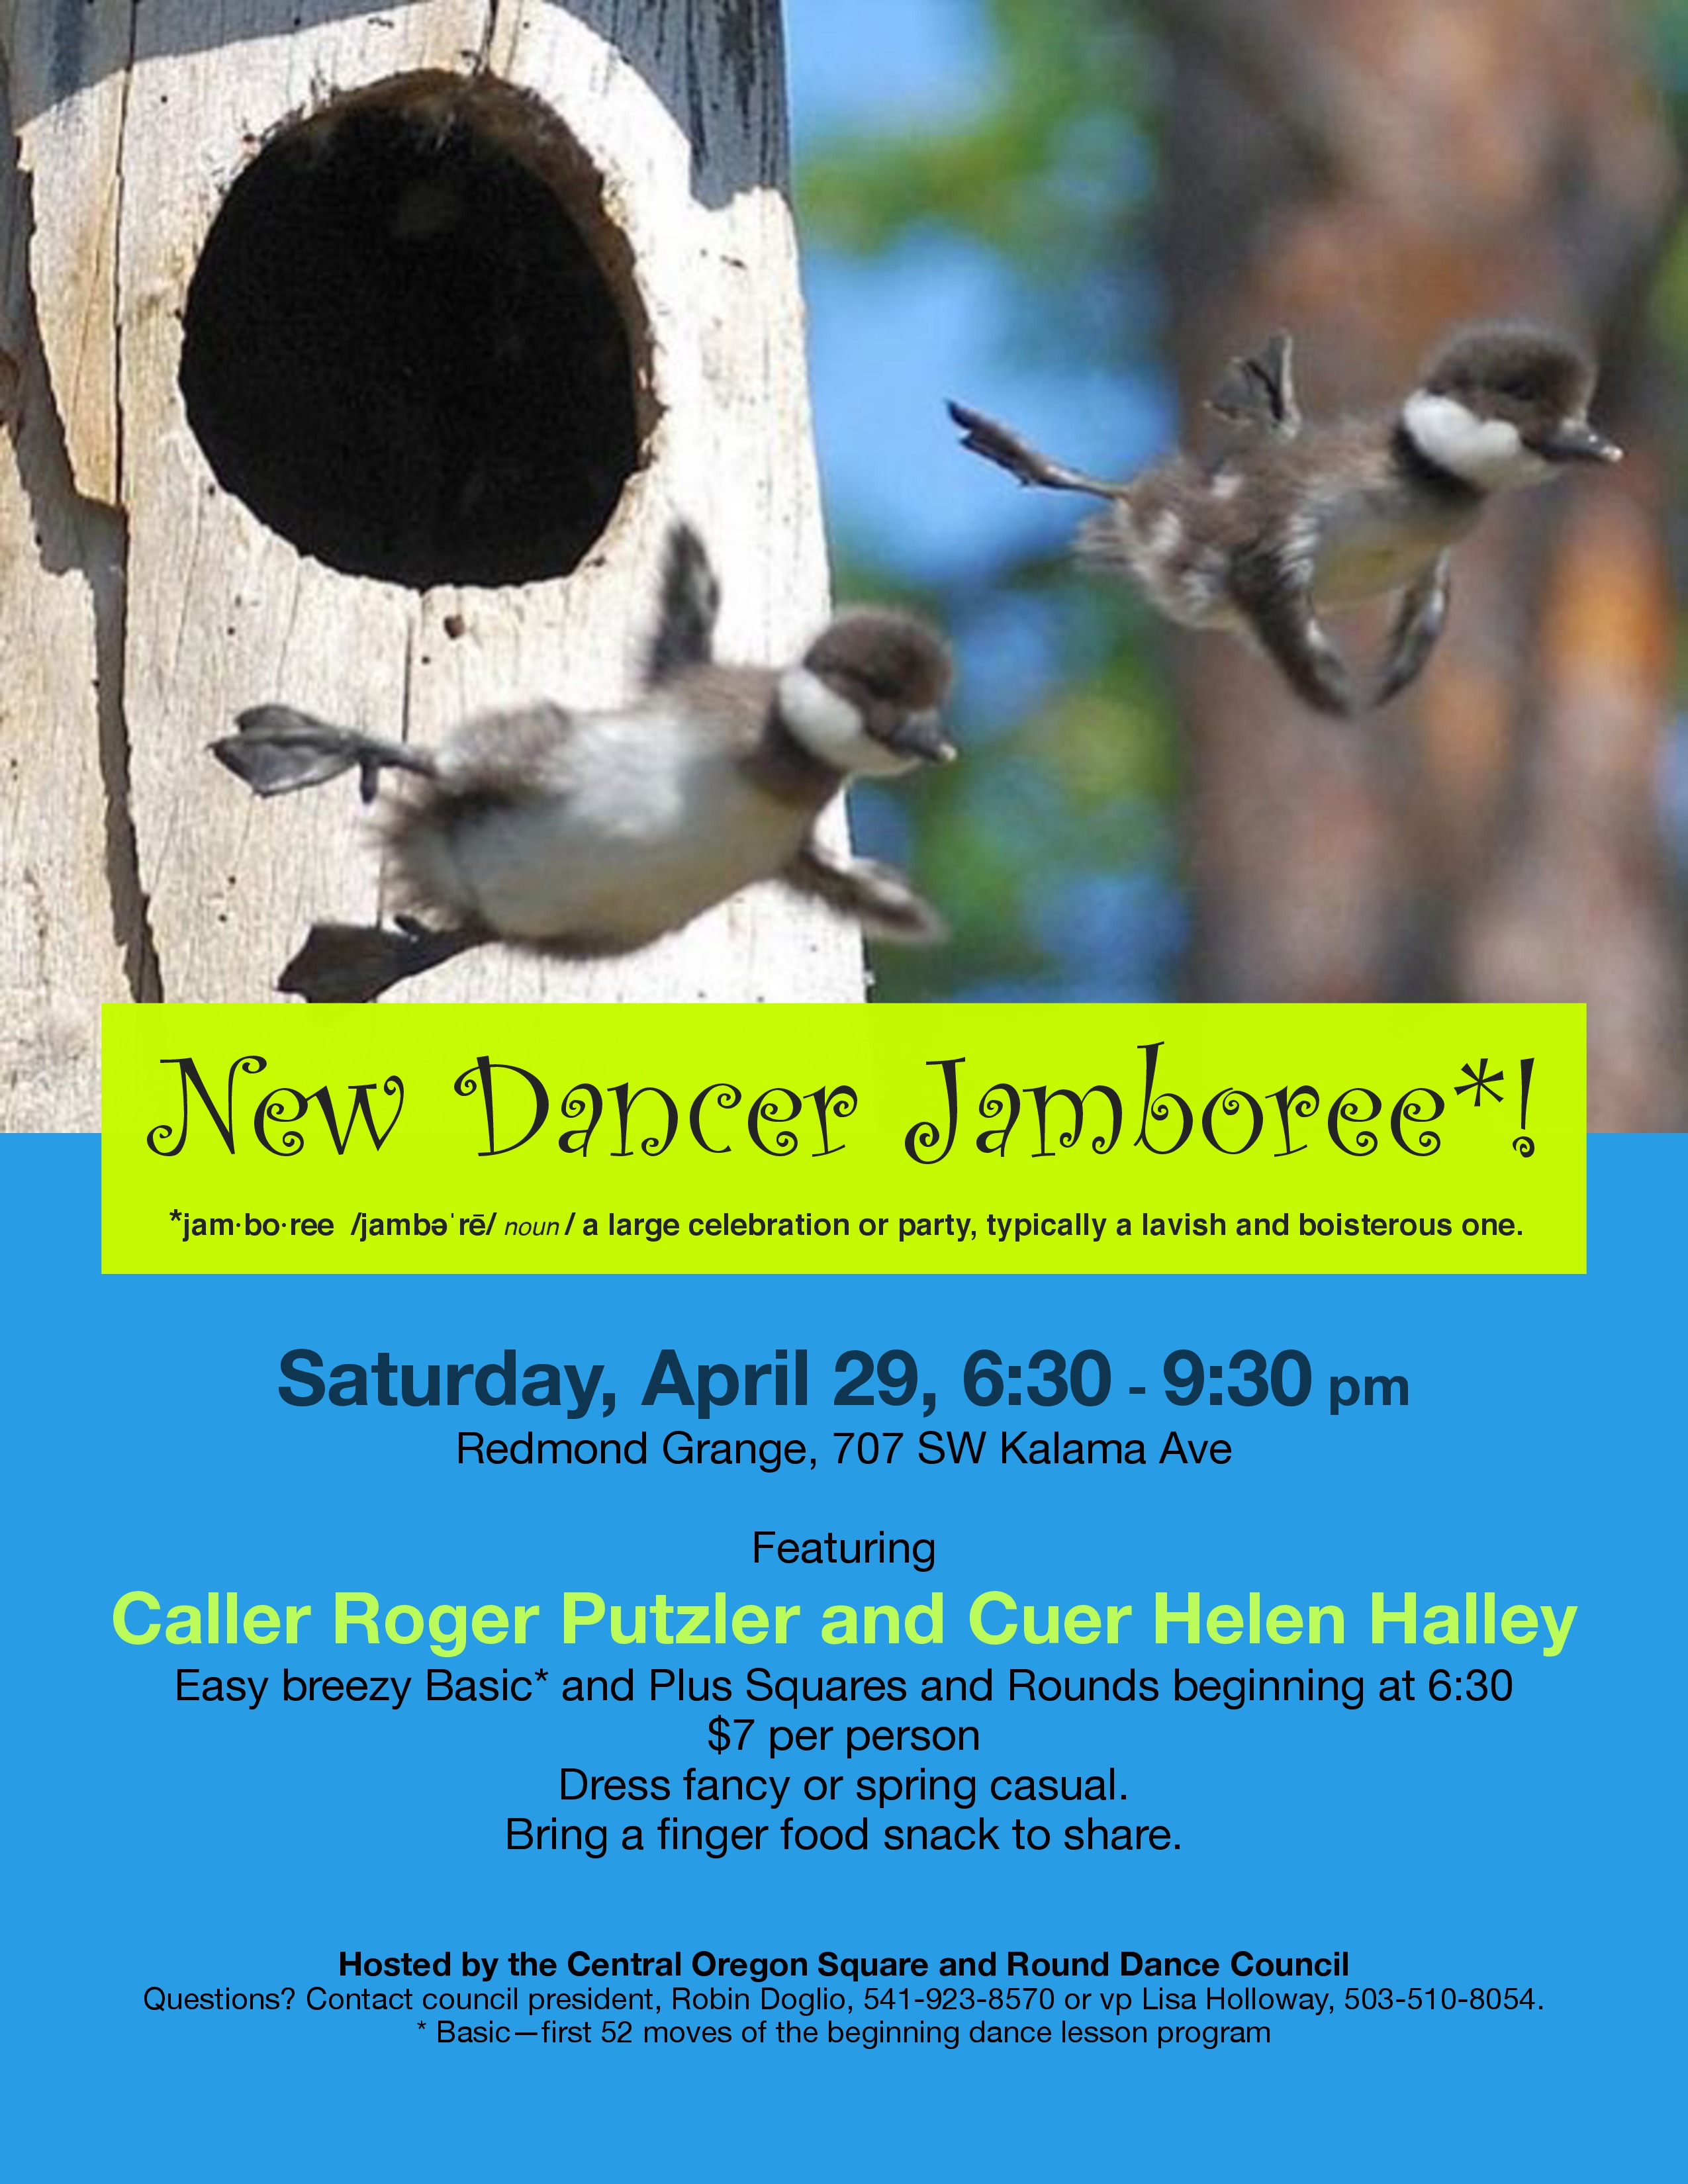 New Dancer Jamboree*!
*jam·bo·ree /jambəˈrē/ noun / a large celebration or party, typically a lavish and boisterous one.
Saturday, April 29, 6:30 - 9:30 pm
Redmond Grange, 707 SW Kalama Ave
Featuring
Caller Roger Putzler and Cuer Helen Halley
Easy breezy Basic* and Plus Squares and Rounds beginning at 6:30
$7 per person
Dress fancy or spring casual.
Bring a finger food snack to share.
Hosted by the Central Oregon Square and Round Dance Council
Questions? Contact council president, Robin Doglio, 541-923-8570 or vp Lisa Holloway, 503-510-8054.
* Basic—first 52 moves of the beginning dance lesson program